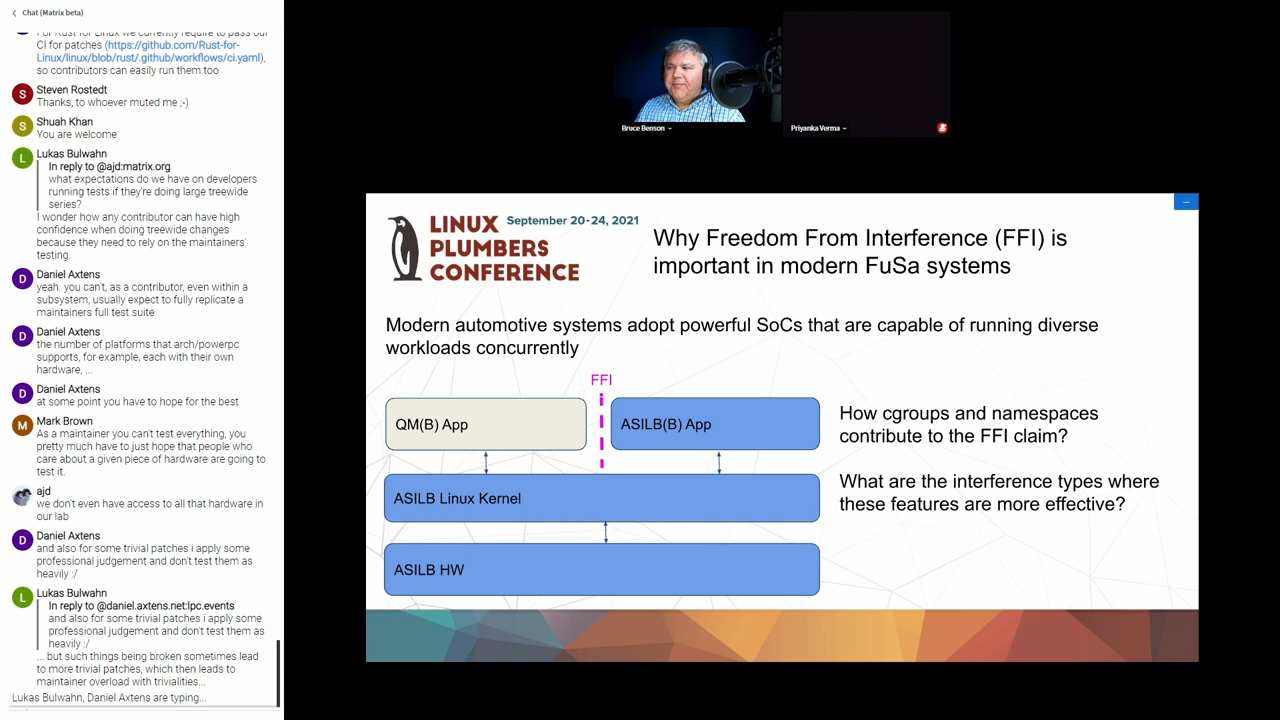 Chat (Matrix beta)
For Rust for Linux we currently require to pass our
CI for patches (https://github.com/Rust-for-
Linux/linux/blob/rust/.github/workflows/ci.yaml),
so contributors can easily run them too
S
Steven Rostedt
Thanks, to whoever muted me ;-)
S
Shuah Khan
You are welcome
L
Lukas Bulwahn
In reply to @ajd:matrix.org
what expectations do we have on developers
running tests if they're doing large treewide
series?
I wonder how any contributor can have high
confidence when doing treewide changes
because they need to rely on the maintainers'
testing.
D
Daniel Axtens
yeah. you can't, as a contributor, even within a
subsystem, usually expect to fully replicate a
maintainers full test suite
D
Daniel Axtens
the number of platforms that arch/powerpc
supports, for example, each with their own
hardware, ...
D
Daniel Axtens
at some point you have to hope for the best
M
Mark Brown
As a maintainer you can't test everything, you
pretty much have to just hope that people who
care about a given piece of hardware are going to
test it.
ajd
we don't even have access to all that hardware in
our lab
D
Daniel Axtens
and also for some trivial patches i apply some
professional judgement and don't test them as
heavily :/
L
Lukas Bulwahn
In reply to @daniel.axtens.net:lpc.events
and also for some trivial patches i apply some
professional judgement and don't test them as
heavily :/
... but such things being broken sometimes lead
to more trivial patches, which then leads to
maintainer overload with trivialities...
Lukas Bulwahn, Daniel Axtens are typing...
Bruce Benson
Priyanka Verma
LINUX
PLUMBERS
CONFERENCE
September 20-24, 2021
Why Freedom From Interference (FFI) is
important in modern FuSa systems
Modern automotive systems adopt powerful SoCs that are capable of running diverse
workloads concurrently
FFI
QM(B) App
ASILB(B) App
ASILB Linux Kernel
ASILB HW
How cgroups and namespaces
contribute to the FFI claim?
What are the interference types where
these features are more effective?